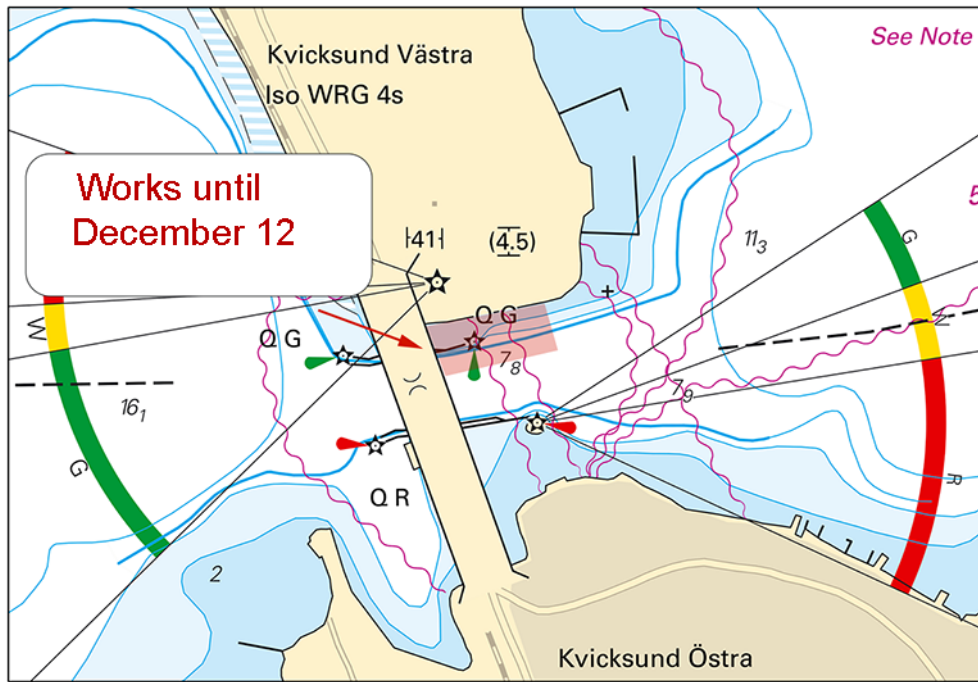 See Note
Kvicksund Västra
Iso WRG 4s
Works until
December 12
5
41
(4.5)
11₃
G
W
W
Q G
Q G
7₈
7₉
16₁
G
Q R
R
2
Kvicksund Östra